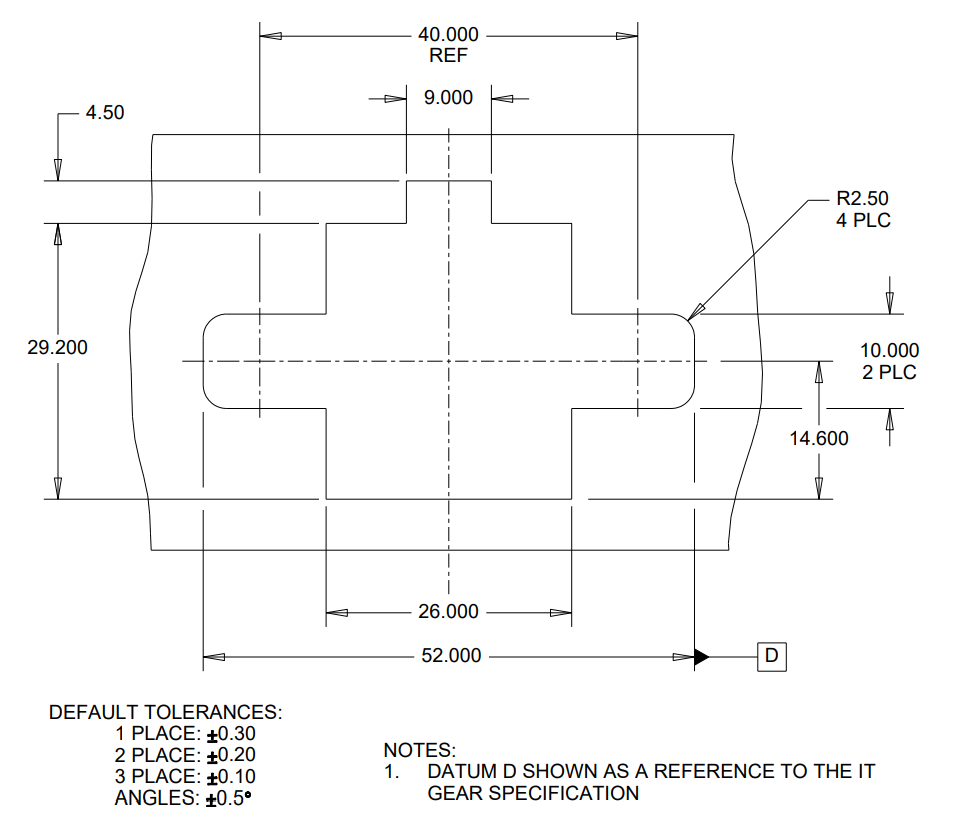 40.000
REF
9.000
4.50
R2.50
4 PLC
29.200
10.000
2 PLC
14.600
26.000
52.000
D
DEFAULT TOLERANCES:
1 PLACE: ±0.30
2 PLACE: ±0.20
3 PLACE: ±0.10
ANGLES: ±0.5°
NOTES:
1. DATUM D SHOWN AS A REFERENCE TO THE IT
GEAR SPECIFICATION